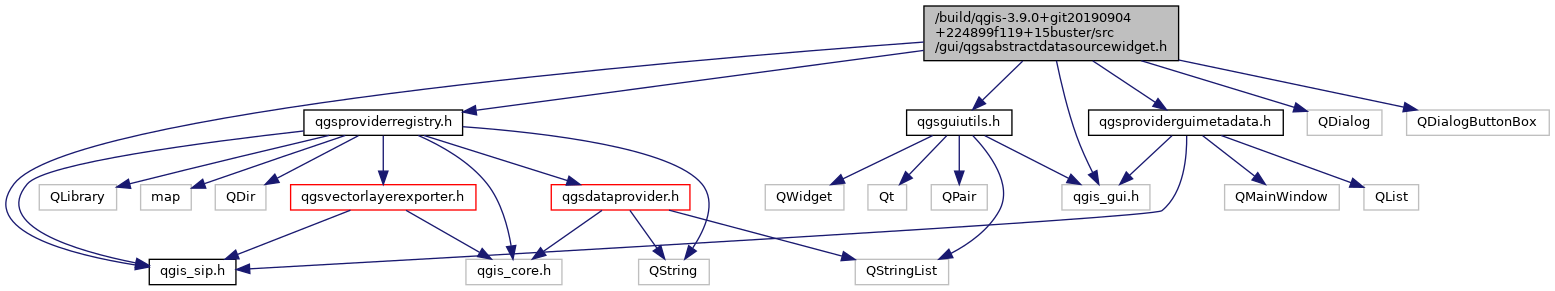 /build/qgis-3.9.0+git20190904
+224899f119+15buster/src
/gui/qgsabstractdatasourcewidget.h
qgsproviderregistry.h
qgsguiutils.h
qgsproviderguimetadata.h
QDialog
QDialogButtonBox
QLibrary
map
QDir
qgsvectorlayerexporter.h
qgsdataprovider.h
QWidget
Qt
QPair
qgis_gui.h
QMainWindow
QList
qgis_sip.h
qgis_core.h
QString
QStringList